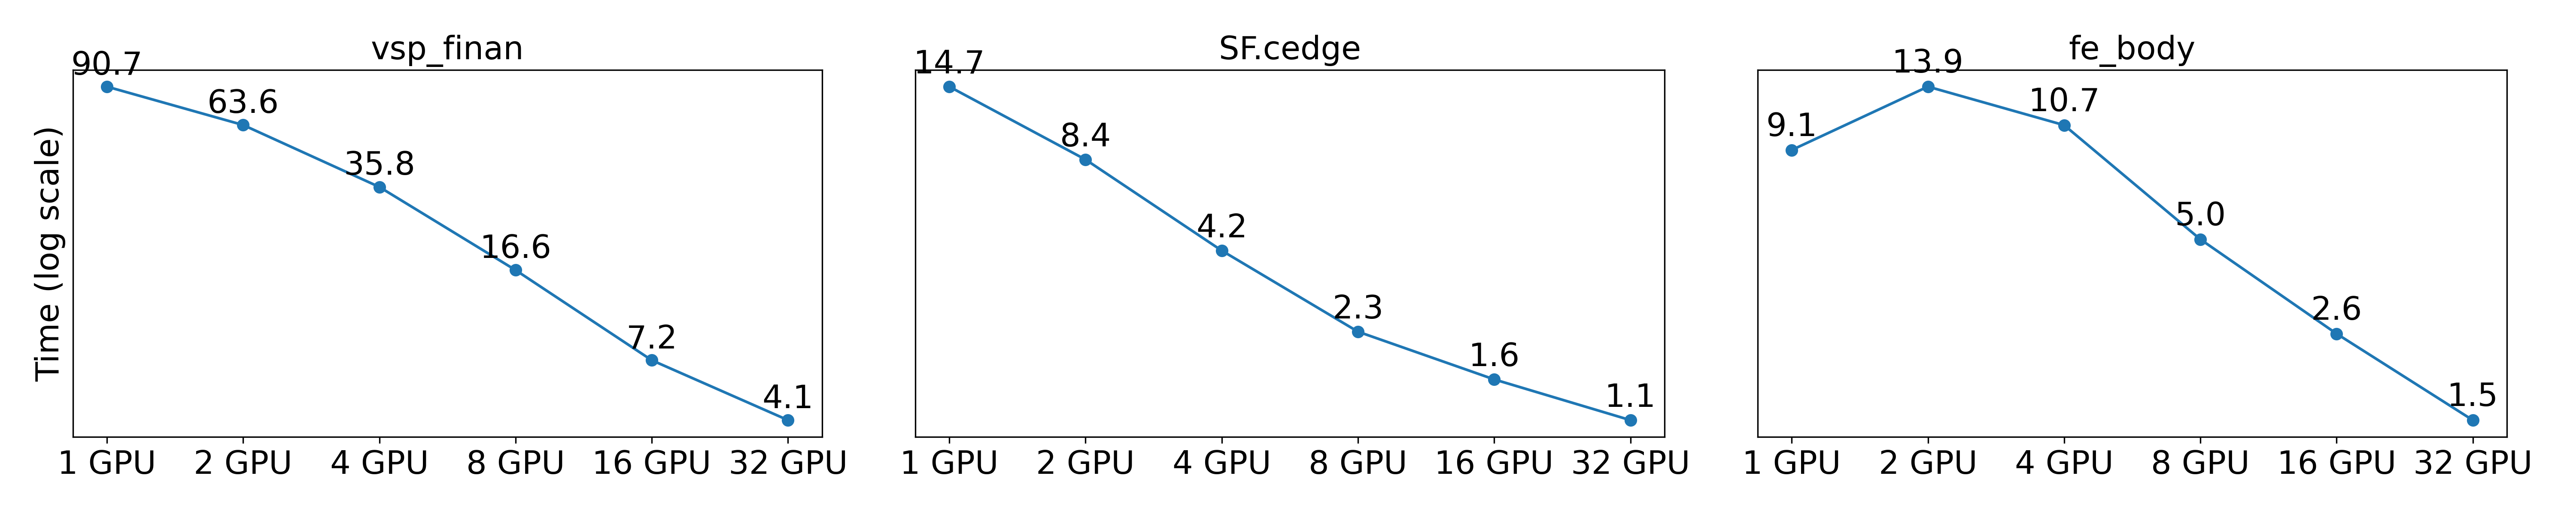 vsp_finan
90.7
63.6
35.8
16.6
7.2
4.1
Time (log scale)
1 GPU 2 GPU 4 GPU 8 GPU 16 GPU 32 GPU
SF.cedge
14.7
8.4
4.2
2.3
1.6
1.1
1 GPU 2 GPU 4 GPU 8 GPU 16 GPU 32 GPU
fe_body
9.1
13.9
10.7
5.0
2.6
1.5
1 GPU 2 GPU 4 GPU 8 GPU 16 GPU 32 GPU